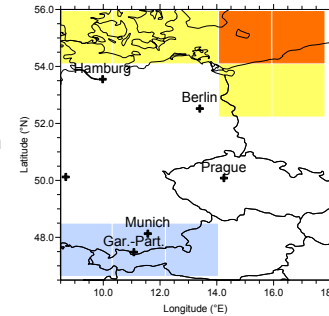 56.0
54.0
52.0
50.0
48.0
Latitude (°N)
Hamburg
Berlin
Prague
Munich
Gar.-Part.
10.0 12.0 14.0 16.0 18
Longitude (°E)